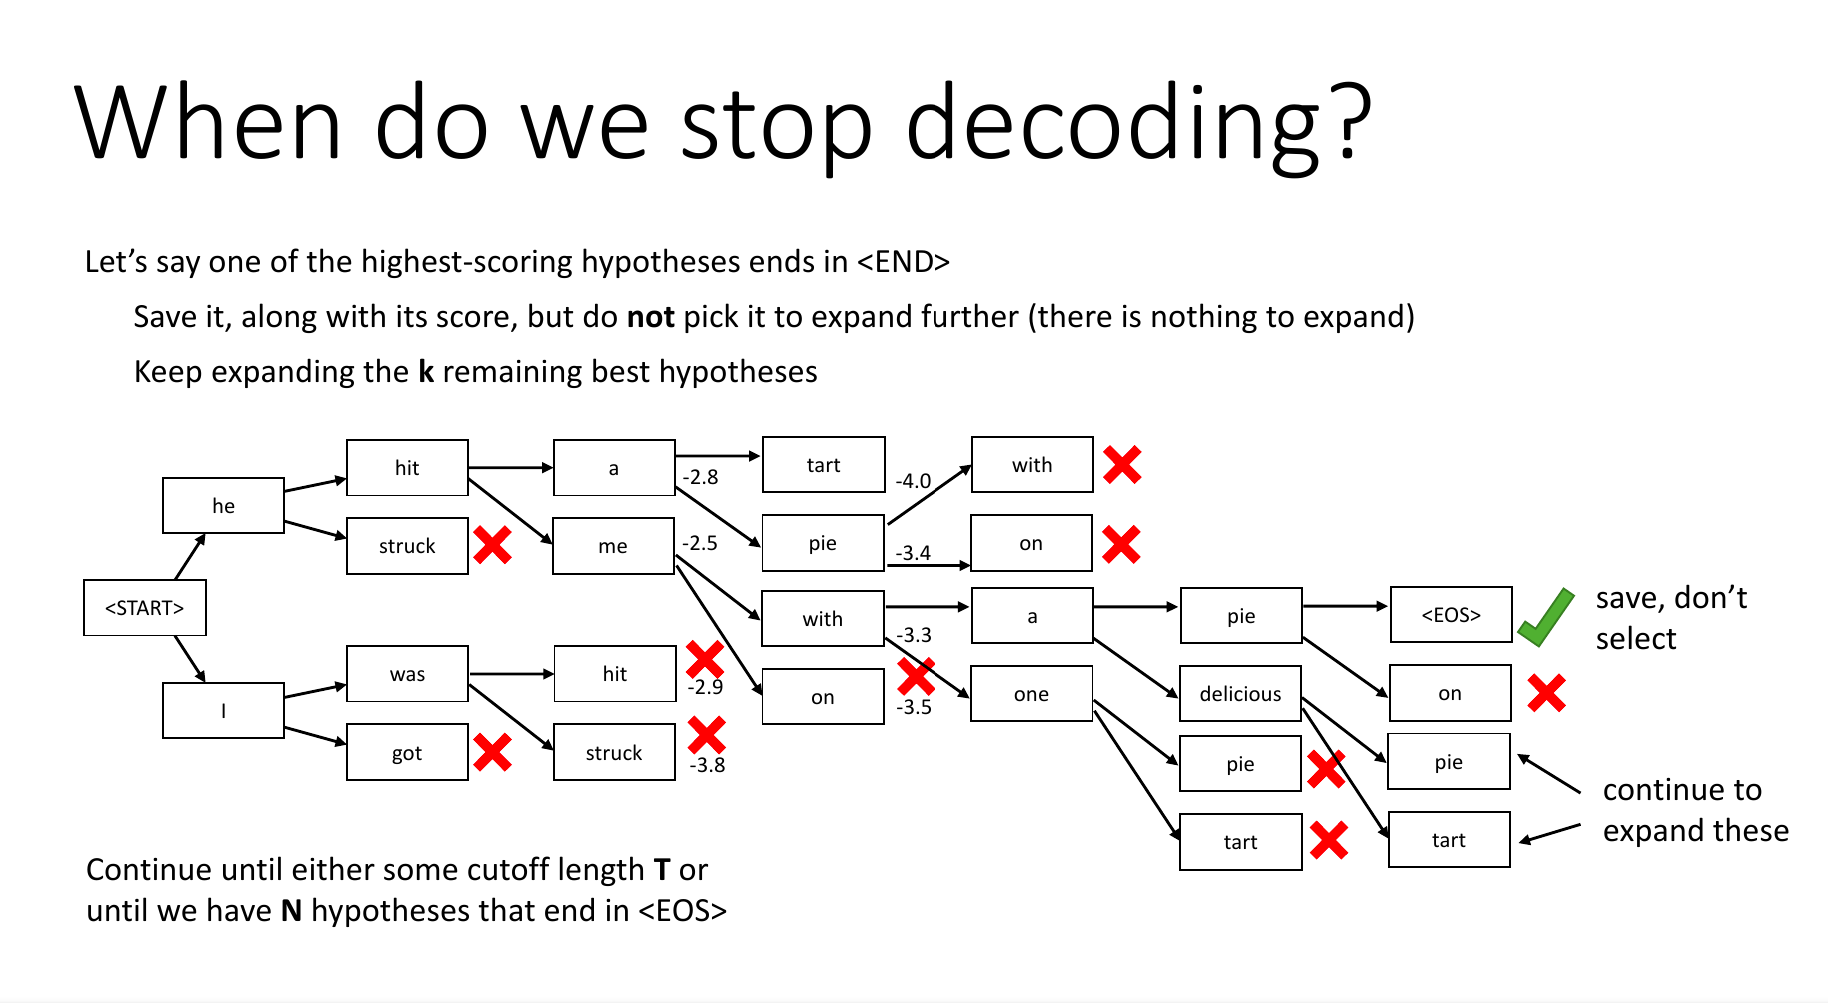 When do we stop decoding?
Let’s say one of the highest-scoring hypotheses ends in <END>
Save it, along with its score, but do not pick it to expand further (there is nothing to expand)
Keep expanding the k remaining best hypotheses
<START>
he
I
hit
struck
was
got
a
me
hit
struck
-2.8
-2.5
-2.9
-3.8
tart
pie
with
on
-4.0
-3.4
-3.3
-3.5
with
on
a
one
pie
delicious
pie
tart
<EOS>
on
pie
tart
save, don’t
select
continue to
expand these
Continue until either some cutoff length T or
until we have N hypotheses that end in <EOS>